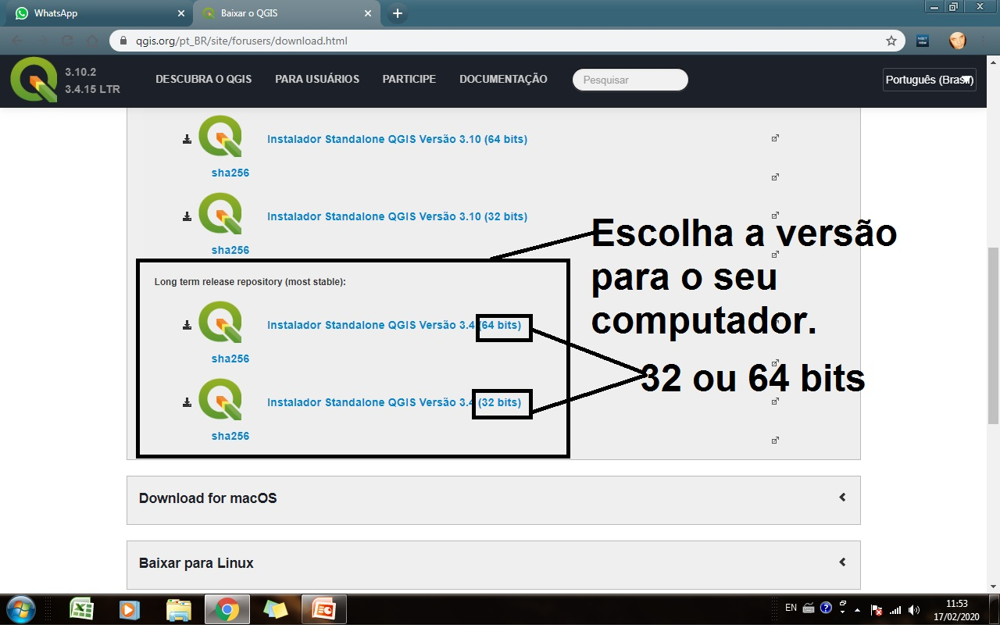 WhatsApp
Baixar o QGIS
qgis.org/pt_BR/site/forusers/download.html
3.10.2
3.4.15 LTR
DESCUBRA O QGIS PARA USUÁRIOS PARTICIPE DOCUMENTAÇÃO
Pesquisar
Português (Brasil)
Instalador Standalone QGIS Versão 3.10 (64 bits)
sha256
Instalador Standalone QGIS Versão 3.10 (32 bits)
sha256
Escolha a versão
para o seu
computador.
32 ou 64 bits
Long term release repository (most stable):
Instalador Standalone QGIS Versão 3.4 (64 bits)
sha256
Instalador Standalone QGIS Versão 3.4 (32 bits)
sha256
Download for macOS
Baixar para Linux
EN
11:53
17/02/2020